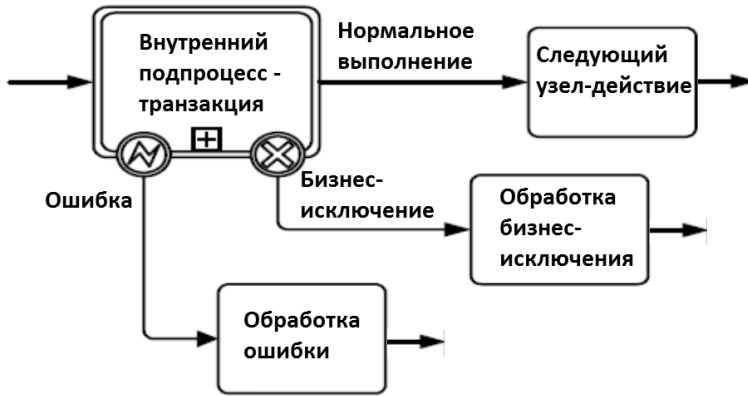 Внутренний
подпроцесс -
транзакция
Нормальное
выполнение
Следующий
узел-действие
Ошибка
Бизнес-
исключение
Обработка
бизнес-
исключения
Обработка
ошибки